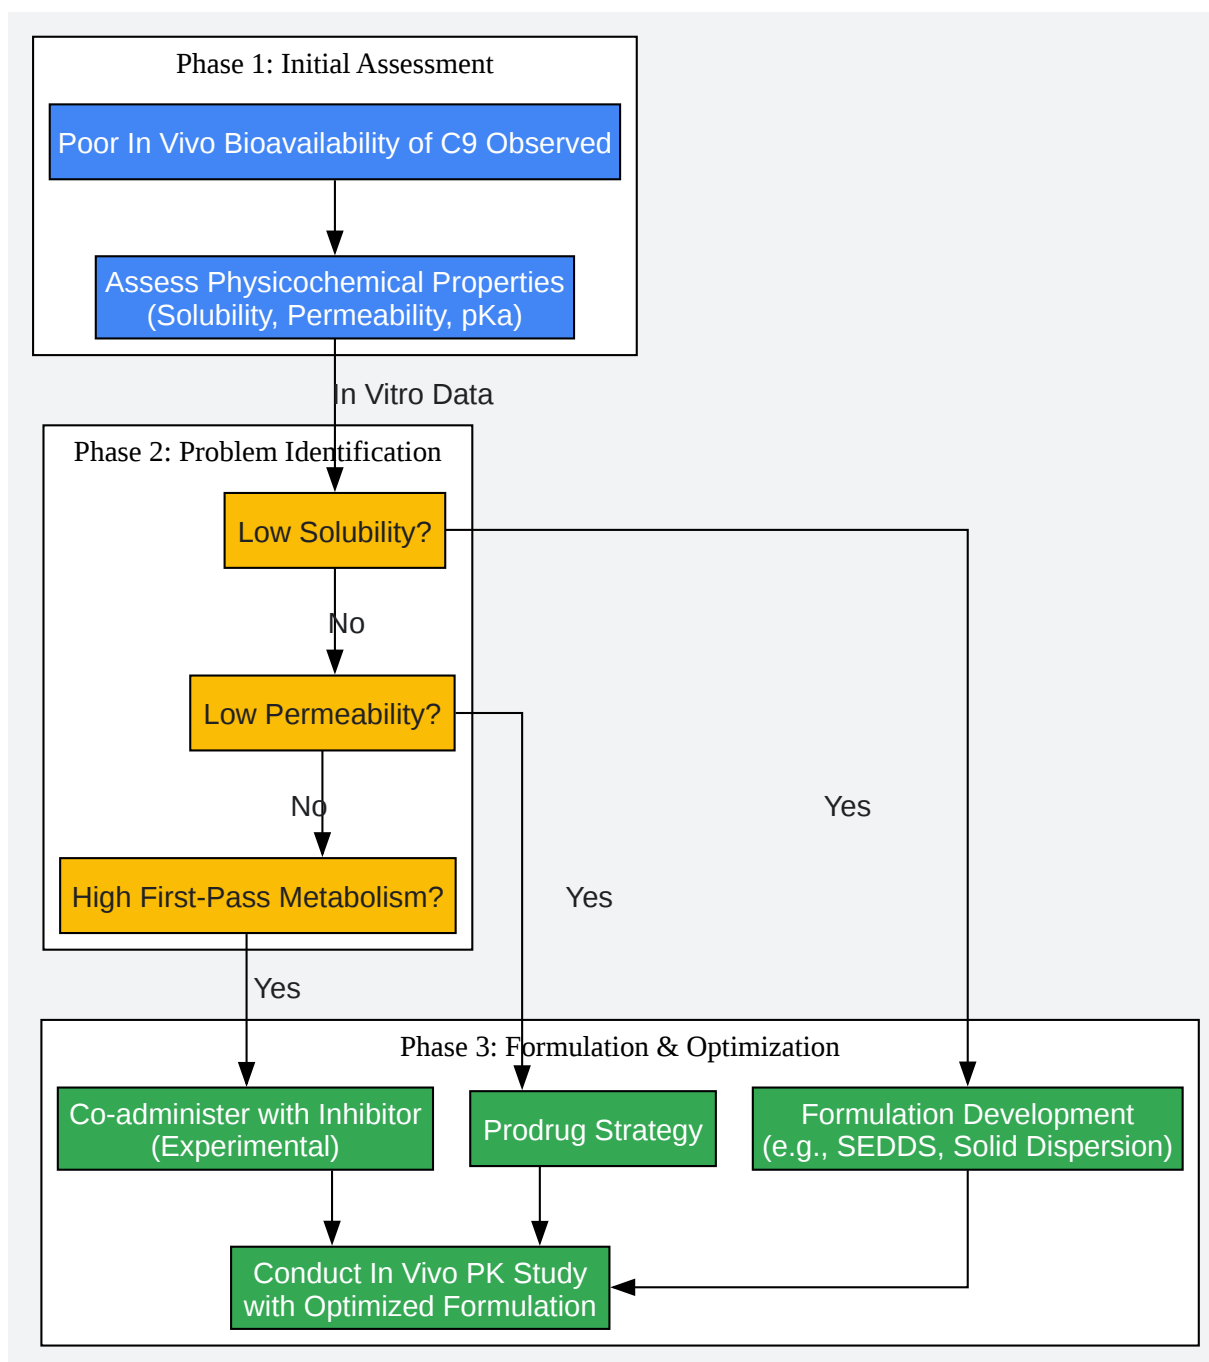 Phase 1: Initial Assessment
Poor In Vivo Bioavailability of C9 Observed
Assess Physicochemical Properties
(Solubility, Permeability, pKa)
In Vitro Data
Phase 2: Problem Identification
Low Solubility?
No
Low Permeability?
No
Yes
High First-Pass Metabolism?
Yes
Yes
Phase 3: Formulation & Optimization
Co-administer with Inhibitor
(Experimental)
Prodrug Strategy
Formulation Development
(e.g., SEDDS, Solid Dispersion)
Conduct In Vivo PK Study
with Optimized Formulation